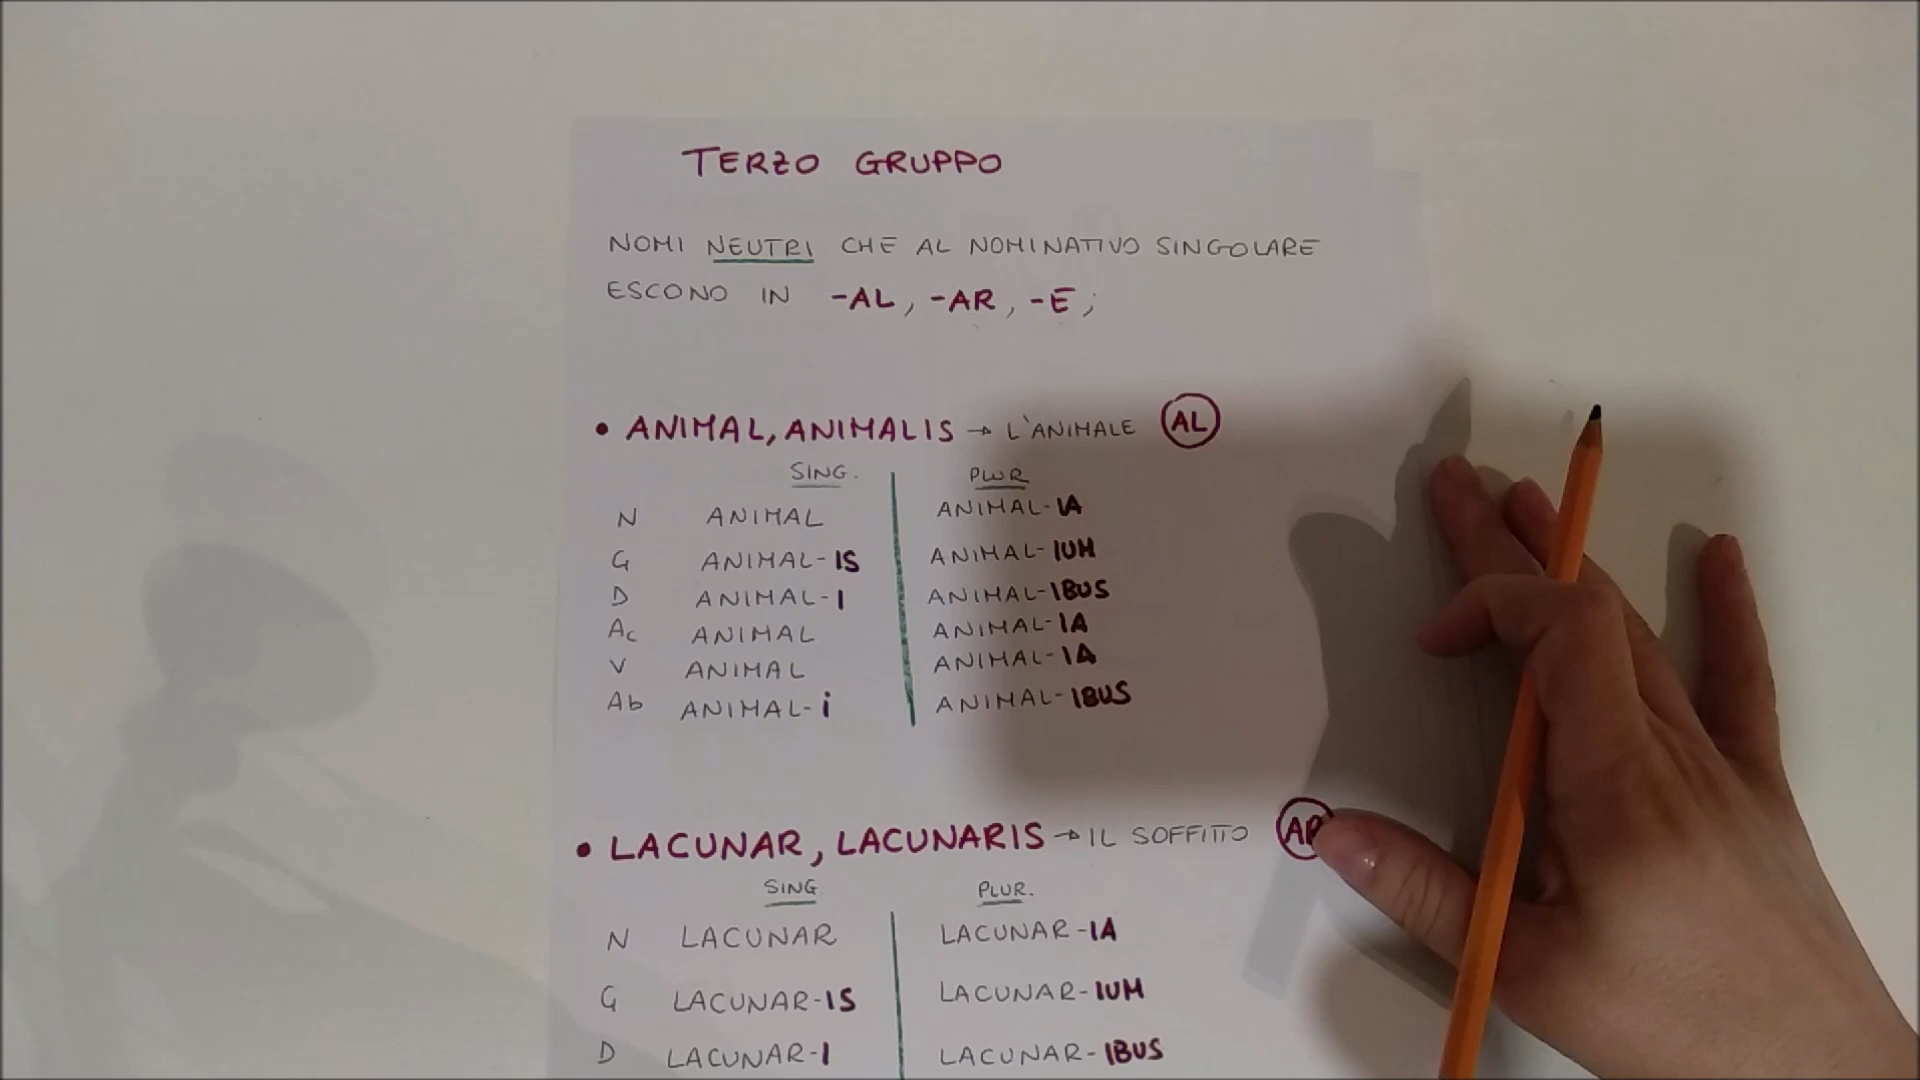 TERZO GRUPPO
NOMI NEUTRI CHE AL NOMINATIVO SINGOLARE
ESCONO IN -AL, -AR, -E;
• ANIMAL, ANIMALIS → L'ANIMALE AL
SING. PLUR
N ANIMAL ANIMAL-IA
G ANIMAL-IS ANIMAL-IUM
D ANIMAL-I ANIMAL-IBUS
Ac ANIMAL ANIMAL-IA
V ANIMAL ANIMAL-IA
Ab ANIMAL-i ANIMAL-IBUS
• LACUNAR, LACUNARIS → IL SOFFITTO AR
SING. PLUR.
N LACUNAR LACUNAR-IA
G LACUNAR-IS LACUNAR-IUM
D LACUNAR-I LACUNAR-IBUS